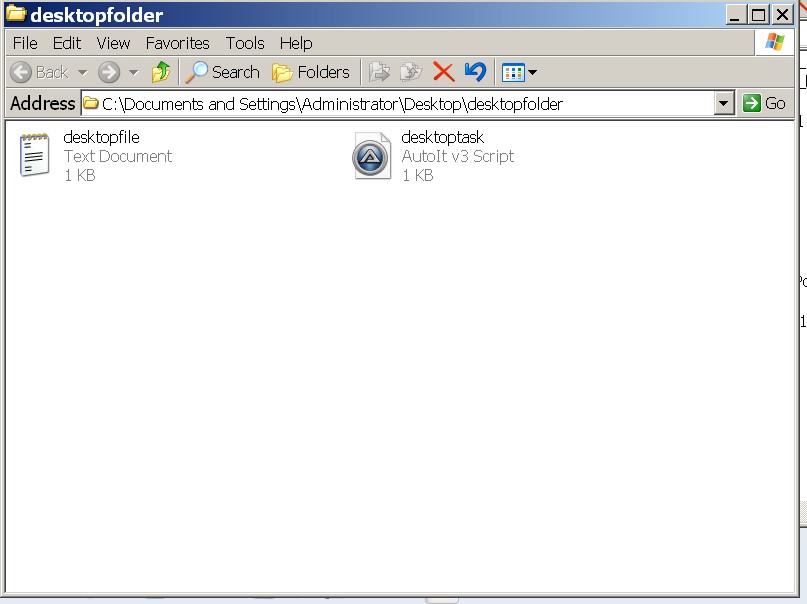 desktopfolder
File Edit View Favorites Tools Help
Back Search Folders
Address C:\Documents and Settings\Administrator\Desktop\desktopfolder Go
desktopfile
Text Document
1 KB
desktoptask
AutoIt v3 Script
1 KB